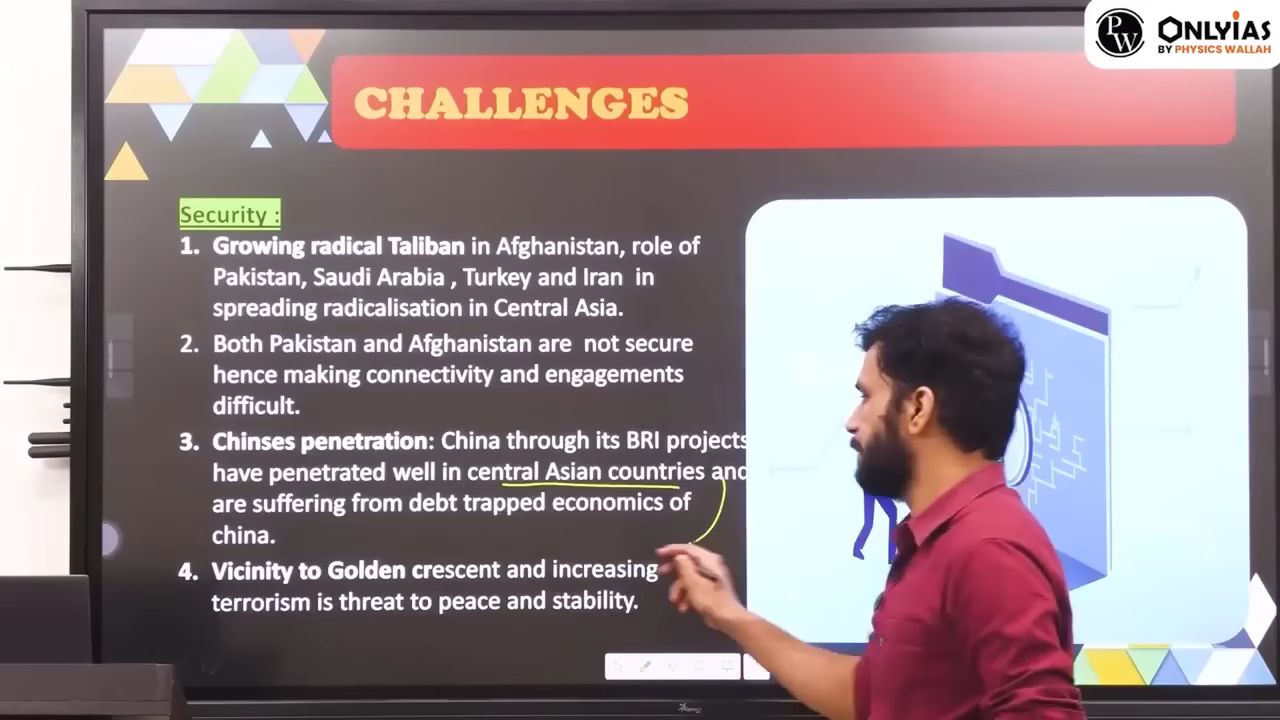 PW
ONLYIAS
BY PHYSICS WALLAH
CHALLENGES
Security :
1. Growing radical Taliban in Afghanistan, role of
Pakistan, Saudi Arabia , Turkey and Iran in
spreading radicalisation in Central Asia.
2. Both Pakistan and Afghanistan are not secure
hence making connectivity and engagements
difficult.
3. Chinses penetration: China through its BRI projects
have penetrated well in central Asian countries and
are suffering from debt trapped economics of
china.
4. Vicinity to Golden crescent and increasing
terrorism is threat to peace and stability.